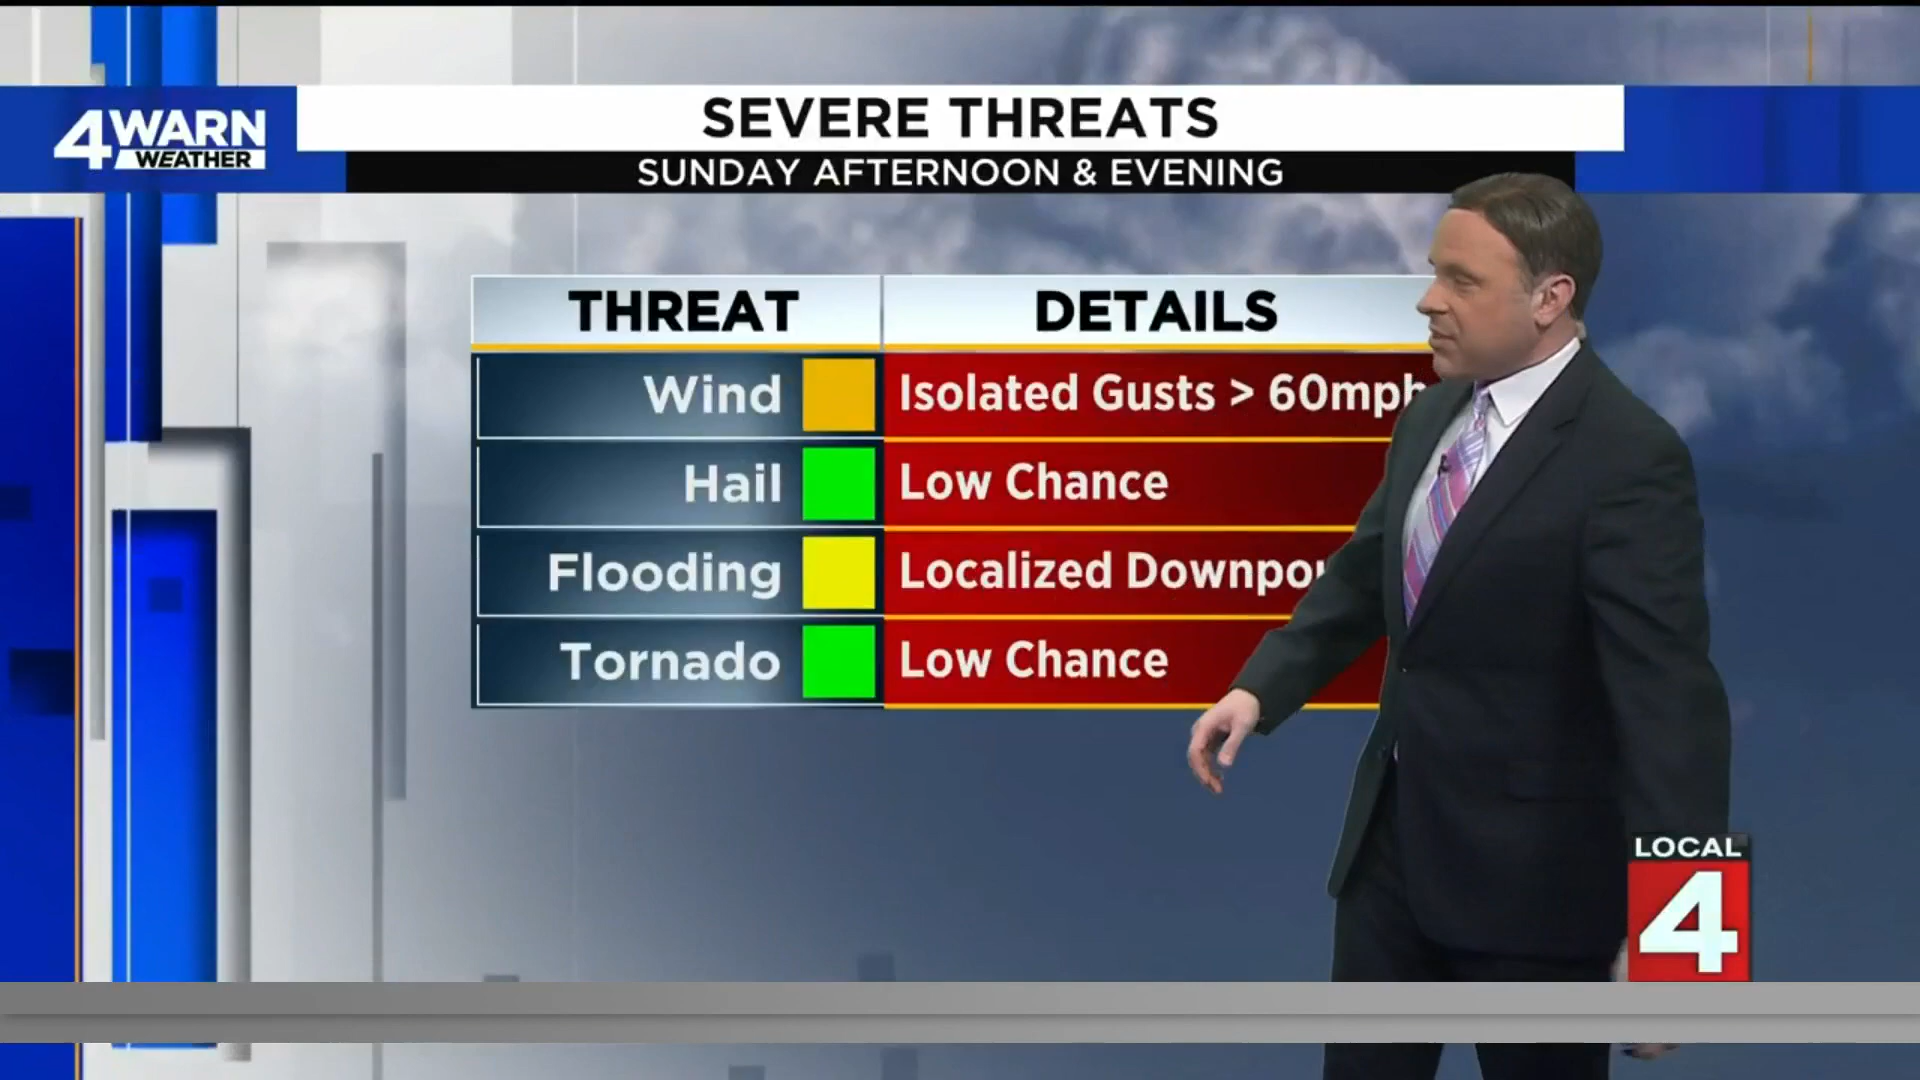 SEVERE THREATS
4WARN
WEATHER
SUNDAY AFTERNOON & EVENING
THREAT DETAILS
Wind Isolated Gusts > 60mph
Hail Low Chance
Flooding Localized
Tornado Low Chance
LOCAL
4